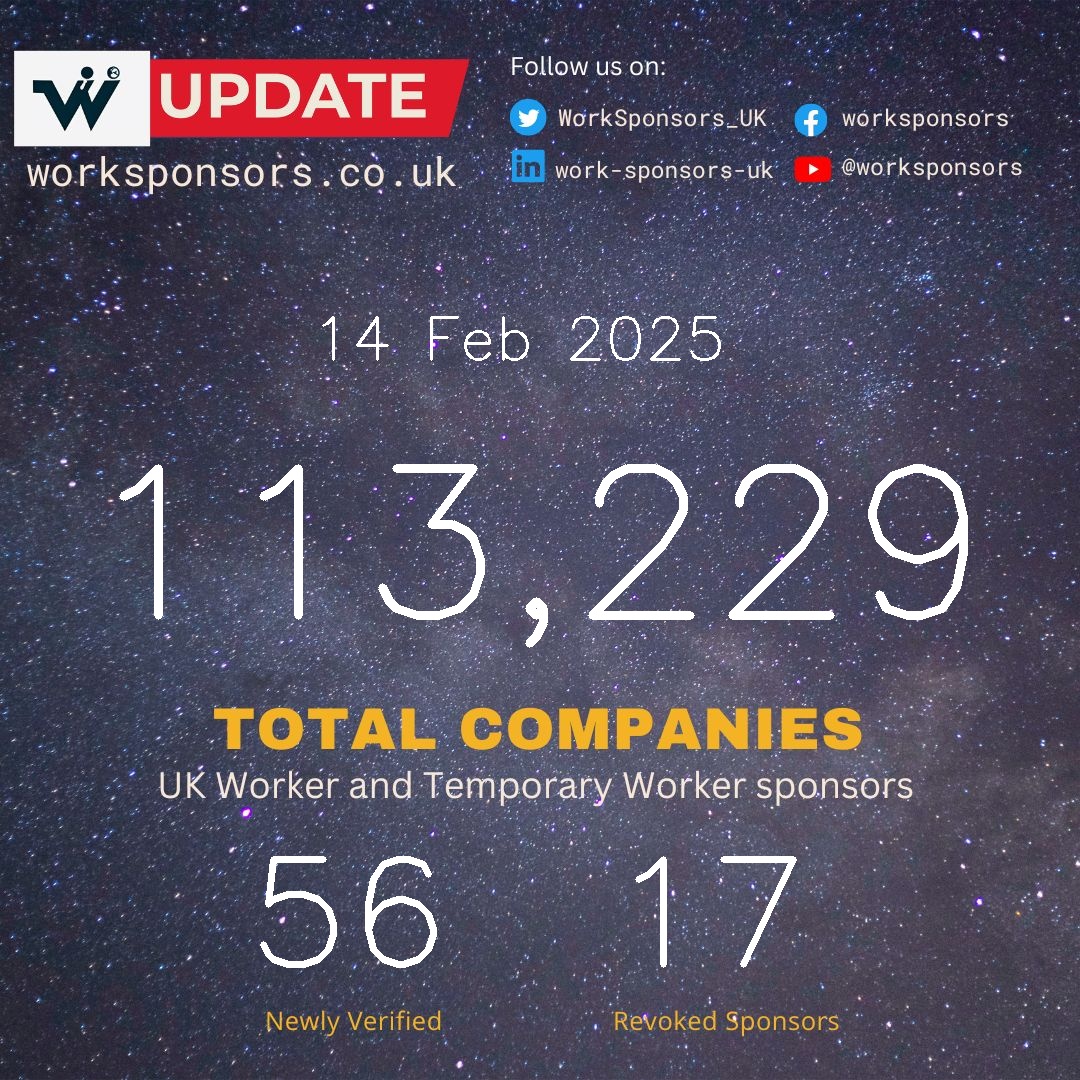 UPDATE
worksponsors.co.uk
Follow us on:
WorkSponsors_UK
worksponsors
work-sponsors-uk
@worksponsors
14 Feb 2025
113,229
TOTAL COMPANIES
UK Worker and Temporary Worker sponsors
56 17
Newly Verified Revoked Sponsors